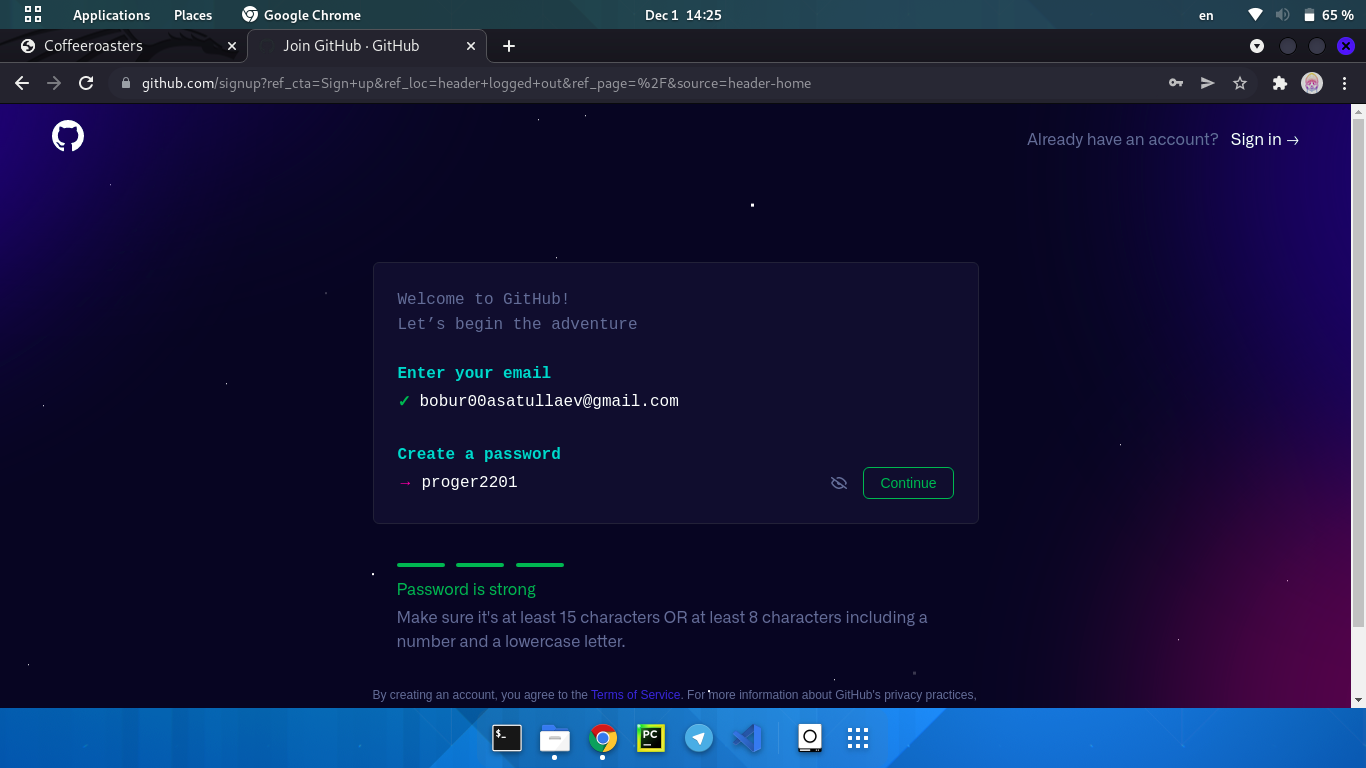 Applications Places Google Chrome Dec 1 14:25 en 65 %
Coffeeroasters Join GitHub · GitHub
github.com/signup?ref_cta=Sign+up&ref_loc=header+logged+out&ref_page=%2F&source=header-home
Already have an account? Sign in →
Welcome to GitHub!
Let’s begin the adventure
Enter your email
✓ bobur00asatullaev@gmail.com
Create a password
→ proger2201 Continue
Password is strong
Make sure it's at least 15 characters OR at least 8 characters including a
number and a lowercase letter.
By creating an account, you agree to the Terms of Service. For more information about GitHub's privacy practices,
$_ PC